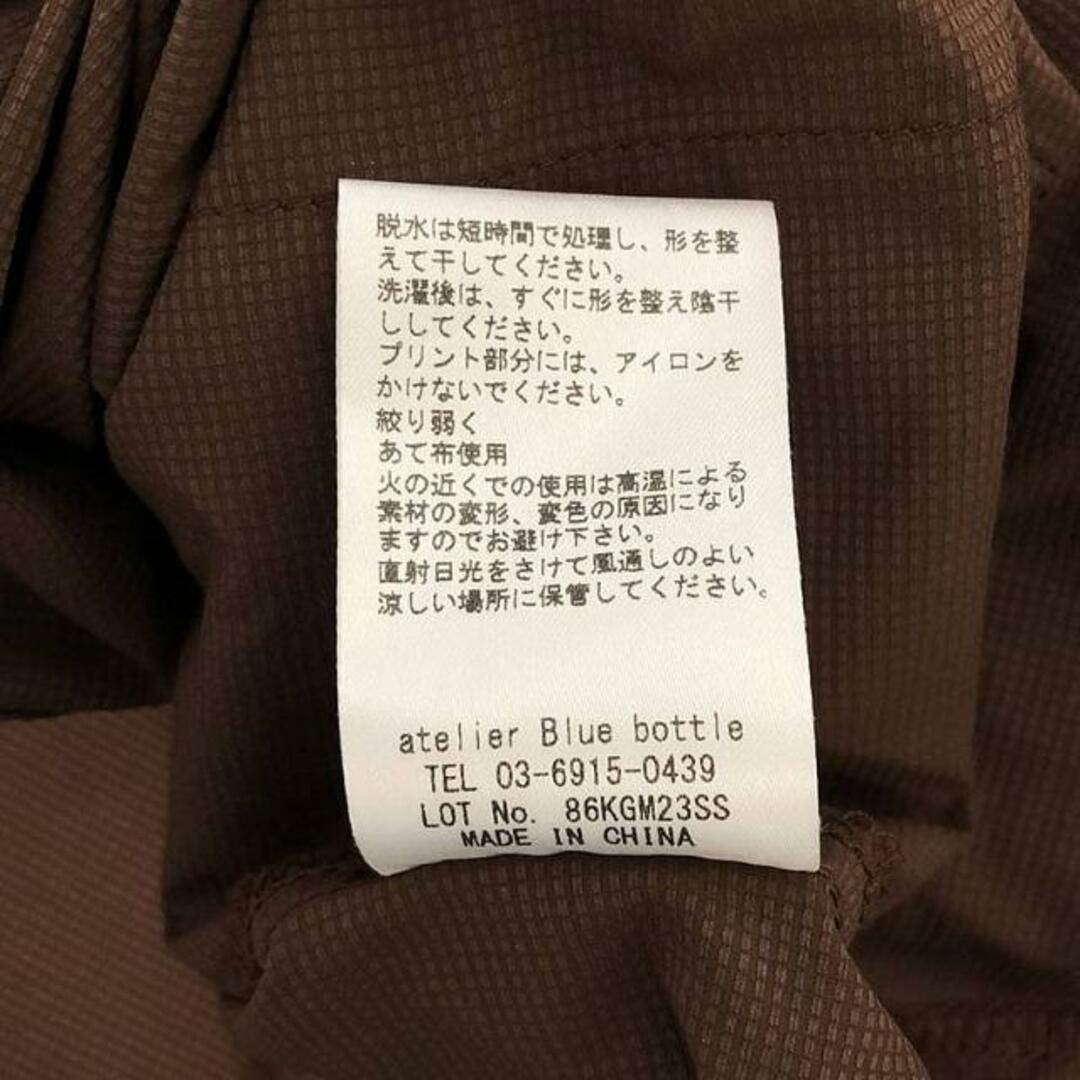 脱水は短時間で処理し、形を整
えて干してください。
洗濯後は、すぐに形を整え陰干
ししてください。
プリント部分には、アイロンを
かけないでください。
絞り弱く
あて布使用
火の近くでの使用は高温による
素材の変形、変色の原因になり
ますのでお避け下さい。
直射日光をさけて風通しのよい
涼しい場所に保管してください。
atelier Blue bottle
TEL 03-6915-0439
LOT No. 86KGM23SS
MADE IN CHINA